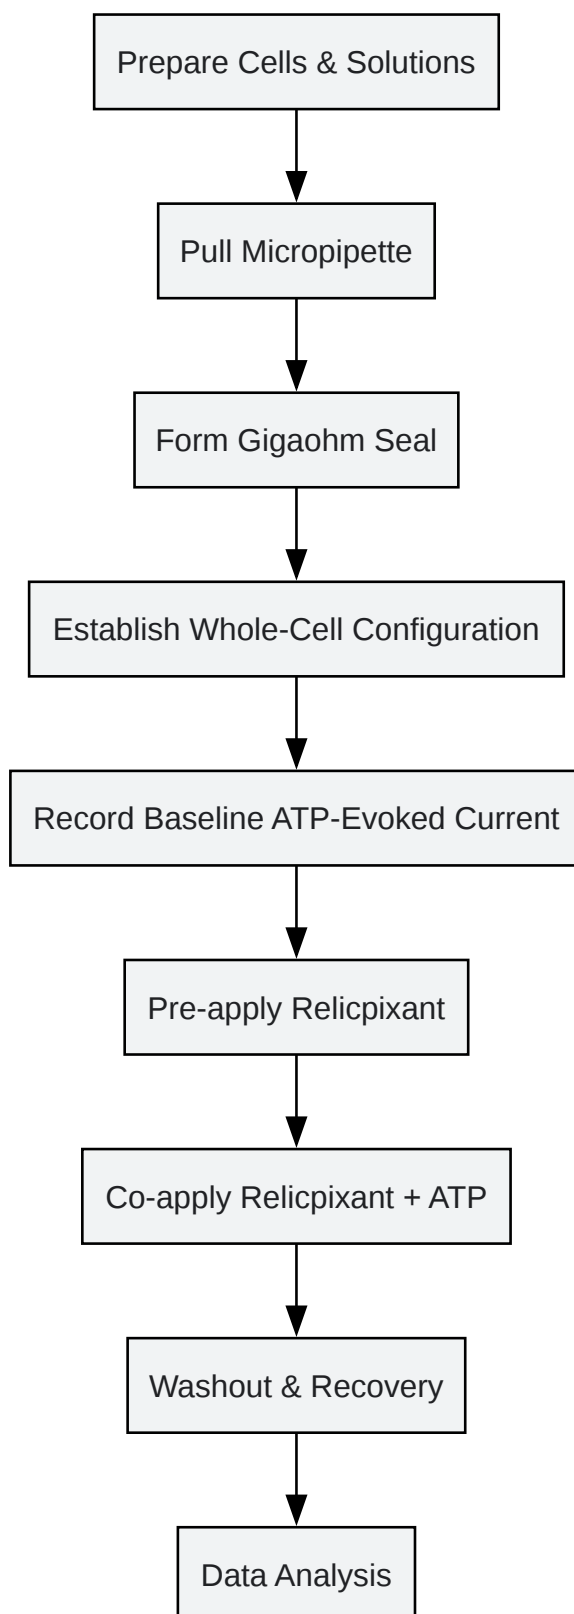 Prepare Cells & Solutions
Pull Micropipette
Form Gigaohm Seal
Establish Whole-Cell Configuration
Record Baseline ATP-Evoked Current
Pre-apply Relicpixant
Co-apply Relicpixant + ATP
Washout & Recovery
Data Analysis